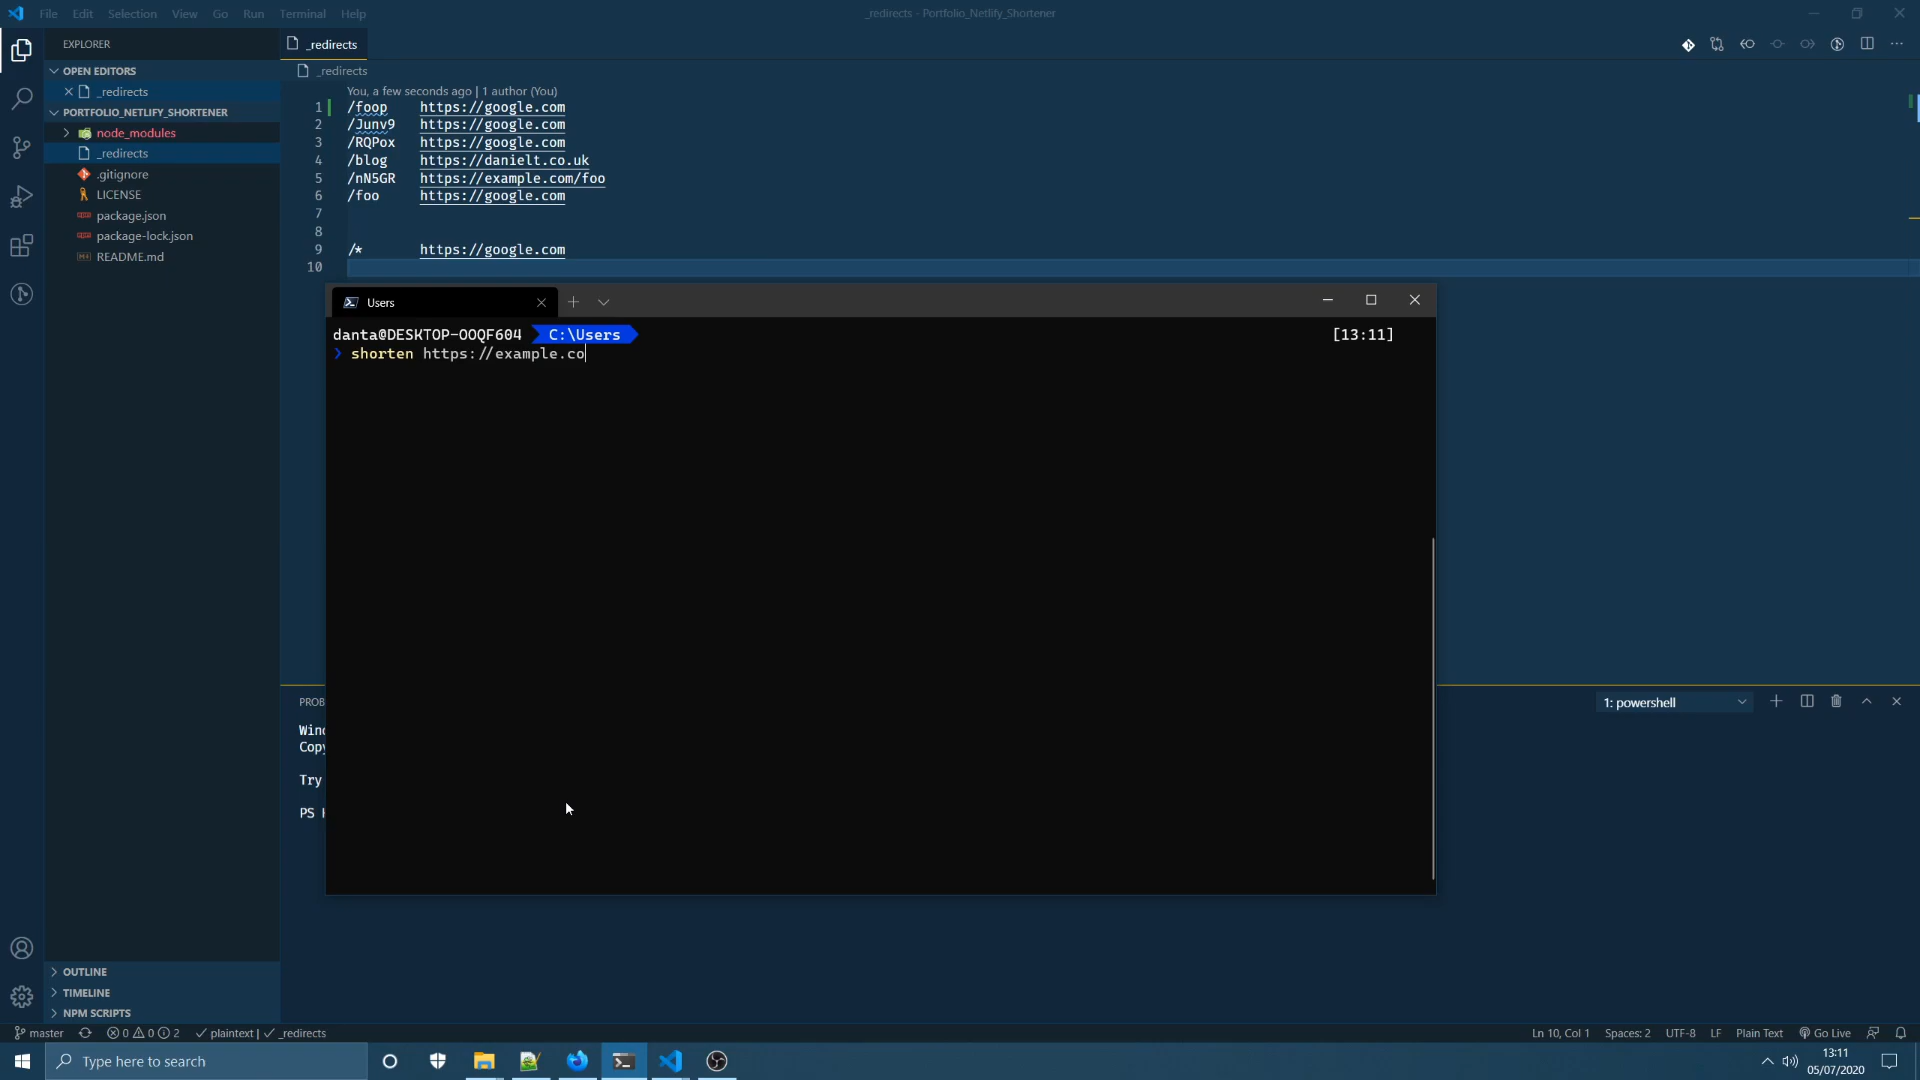 File Edit Selection View Go Run Terminal Help
_redirects - Portfolio_Netlify_Shortener
EXPLORER
OPEN EDITORS
_redirects
PORTFOLIO_NETLIFY_SHORTENER
node_modules
_redirects
.gitignore
LICENSE
package.json
package-lock.json
README.md
OUTLINE
TIMELINE
NPM SCRIPTS
_redirects
_redirects
You, a few seconds ago | 1 author (You)
1 /foop https://google.com
2 /Junv9 https://google.com
3 /RQPox https://google.com
4 /blog https://danielt.co.uk
5 /nN5GR https://example.com/foo
6 /foo https://google.com
7
8
9 /* https://google.com
10
Users
danta@DESKTOP-OOQF604 C:\Users [13:11]
❯ shorten https://example.co
PROB
1: powershell
Wind
Copy
Try
PS
master 0 0 2 plaintext | _redirects
Ln 10, Col 1 Spaces: 2 UTF-8 LF Plain Text Go Live
Type here to search
13:11
05/07/2020